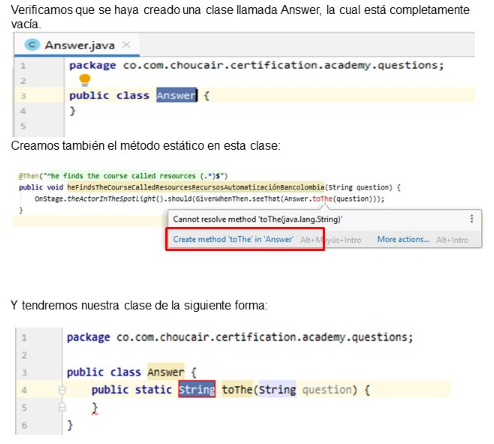 Verificamos que se haya creado una clase llamada Answer, la cual está completamente
vacía.
Answer.java ×
1 package co.com.choucair.certification.academy.questions;
2
3 public class Answer {
4 }
5
Creamos también el método estático en esta clase:
@Then("^he finds the course called resources (.*)$")
public void heFindsTheCourseCalledResourcesRecursosAutomatizaciónBancolombia(String question) {
OnStage.theActorInTheSpotlight().should(GivenWhenThen.seeThat(Answer.toThe(question)));
}
Cannot resolve method 'toThe(java.lang.String)'
Create method 'toThe' in 'Answer' Alt+Mayús+Intro More actions... Alt+Intro
Y tendremos nuestra clase de la siguiente forma:
1 package co.com.choucair.certification.academy.questions;
2
3 public class Answer {
4 public static String toThe(String question) {
5 }
6 }